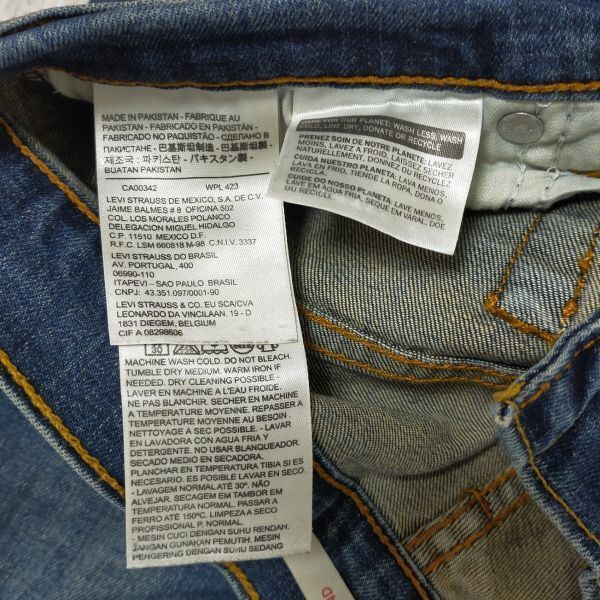 MADE IN PAKISTAN - FABRIQUE AU
PAKISTAN - FABRICADO EN PAKISTÁN -
FABRICADO NO PAQUISTÃO - СДЕЛАНО В
ПАКИСТАНЕ - 巴基斯坦製造 - 巴基斯坦制造 -
제조국: 파키스탄 - パキスタン製 -
BUATAN PAKISTAN
CA00342 WPL 423
LEVI STRAUSS DE MEXICO, S.A. DE C.V.
JAIME BALMES # 8 OFICINA 502
COL. LOS MORALES POLANCO
DELEGACION MIGUEL HIDALGO
C.P. 11510 MEXICO D.F.
R.F.C. LSM 660818 M-98 C.N.I.V. 3337
LEVI STRAUSS DO BRASIL
AV. PORTUGAL, 400
06990-110
ITAPEVI – SAO PAULO BRASIL
CNPJ: 43.351.097/0001-90
LEVI STRAUSS & CO. EU SCA/CVA
LEONARDO DA VINCILAAN. 19 - D
1831 DIEGEM, BELGIUM
CIF A 08298606
FOR OUR PLANET: WASH LESS, WASH
COLD, LINE DRY, DONATE OR RECYCLE
PRENEZ SOIN DE NOTRE PLANÈTE: LAVEZ
MOINS, LAVEZ A FROID, LAISSEZ SÉCHER
NATURELLEMENT, DONNEZ OU RECYCLEZ
CUIDA NUESTRO PLANETA: LAVA MENOS,
LAVA EN FRÍO, TIENDE LA ROPA, DONA O
RECICLA
CUIDE DO NOSSO PLANETA: LAVE MENOS,
LAVE EM ÁGUA FRIA, SEQUE EM VARAL, DOE
30
MACHINE WASH COLD. DO NOT BLEACH.
TUMBLE DRY MEDIUM. WARM IRON IF
NEEDED. DRY CLEANING POSSIBLE -
LAVER EN MACHINE A L'EAU FROIDE.
NE PAS BLANCHIR. SECHER EN MACHINE
A TEMPERATURE MOYENNE. REPASSER A
TEMPERATURE MOYENNE AU BESOIN.
NETTOYAGE A SEC POSSIBLE. - LAVAR
EN LAVADORA CON AGUA FRIA Y
DETERGENTE. NO USAR BLANQUEADOR.
SECADO MEDIO EN SECADORA.
PLANCHAR EN TEMPERATURA TIBIA SI ES
NECESARIO. ES POSIBLE LAVAR EN SECO.
- LAVAGEM NORMAL ATÉ 30º. NÃO
ALVEJAR. SECAGEM EM TAMBOR EM
TEMPERATURA NORMAL. PASSAR A
FERRO ATÉ 150ºC. LIMPEZA A SECO
PROFISSIONAL P, NORMAL.
- MESIN CUCI DENGAN SUHU RENDAH.
JANGAN GUNAKAN PEMUTIH. MESIN
PENGERING DENGAN SUHU SEDANG